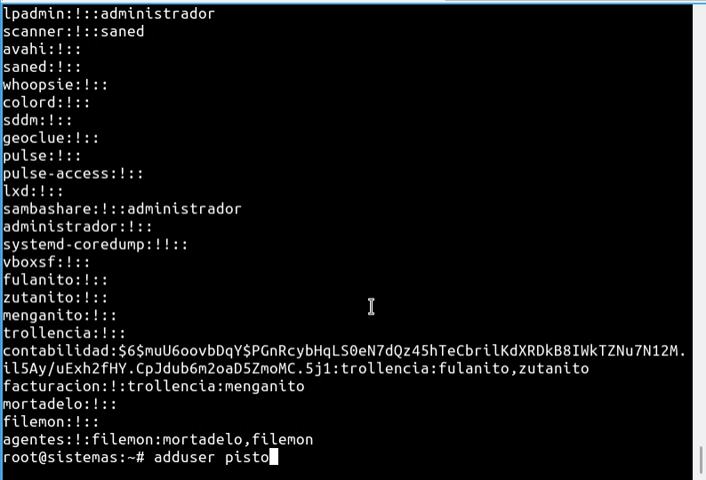 lpadmin:!::administrador
scanner:!::saned
avahi:!::
saned:!::
whoopsie:!::
colord:!::
sddm:!::
geoclue:!::
pulse:!::
pulse-access:!::
lxd:!::
sambashare:!::administrador
administrador:!::
systemd-coredump:!!::
vboxsf:!::
fulanito:!::
zutanito:!::
menganito:!::
trollencia:!::
contabilidad:$6$muU6oovbDqY$PGnRcybHqLS0eN7dQz45hTeCbrilKdXRDkB8IWkTZNu7N12M.
il5Ay/uExh2fHY.CpJdub6m2oaD5ZmoMC.5j1:trollencia:fulanito,zutanito
facturacion:!:trollencia:menganito
mortadelo:!::
filemon:!::
agentes:!:filemon:mortadelo,filemon
root@sistemas:~# adduser pisto